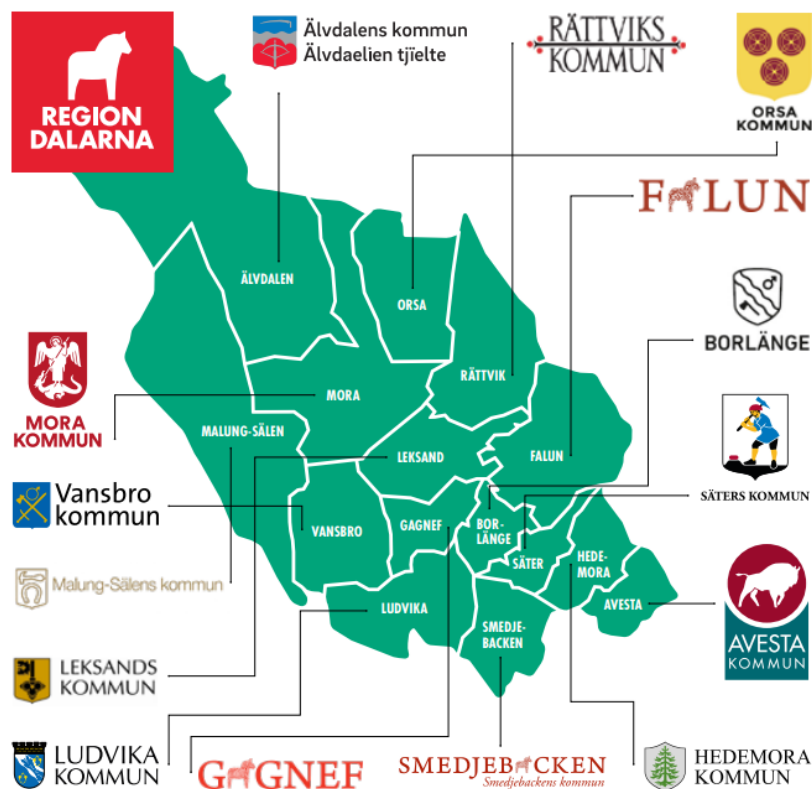 REGION
DALARNA
Älvdalens kommun
Älvdaelien tjïelte
RÄTTVIKS
KOMMUN
ORSA
KOMMUN
FALUN
BORLÄNGE
SÄTERS KOMMUN
AVESTA
KOMMUN
HEDEMORA
KOMMUN
SMEDJEBACKEN
Smedjebackens kommun
GAGNEF
LUDVIKA
KOMMUN
LEKSANDS
KOMMUN
Malung-Sälens kommun
Vansbro
kommun
MORA
KOMMUN
ÄLVDALEN
ORSA
RÄTTVIK
MORA
MALUNG-SÄLEN
LEKSAND
FALUN
VANSBRO
GAGNEF
BOR-
LÄNGE
SÄTER
HEDE-
MORA
AVESTA
LUDVIKA
SMEDJE-
BACKEN